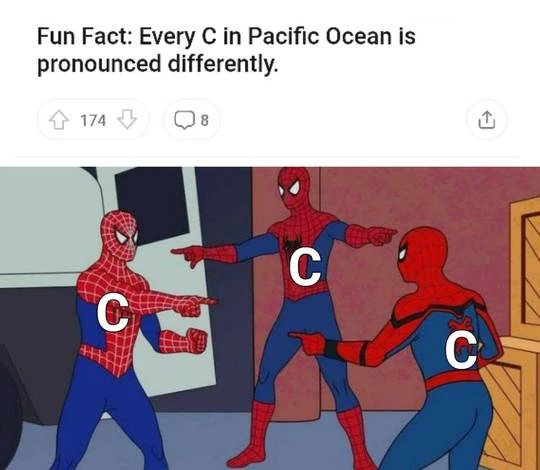 Fun Fact: Every C in Pacific Ocean is
pronounced differently.
174
8
C
C
C